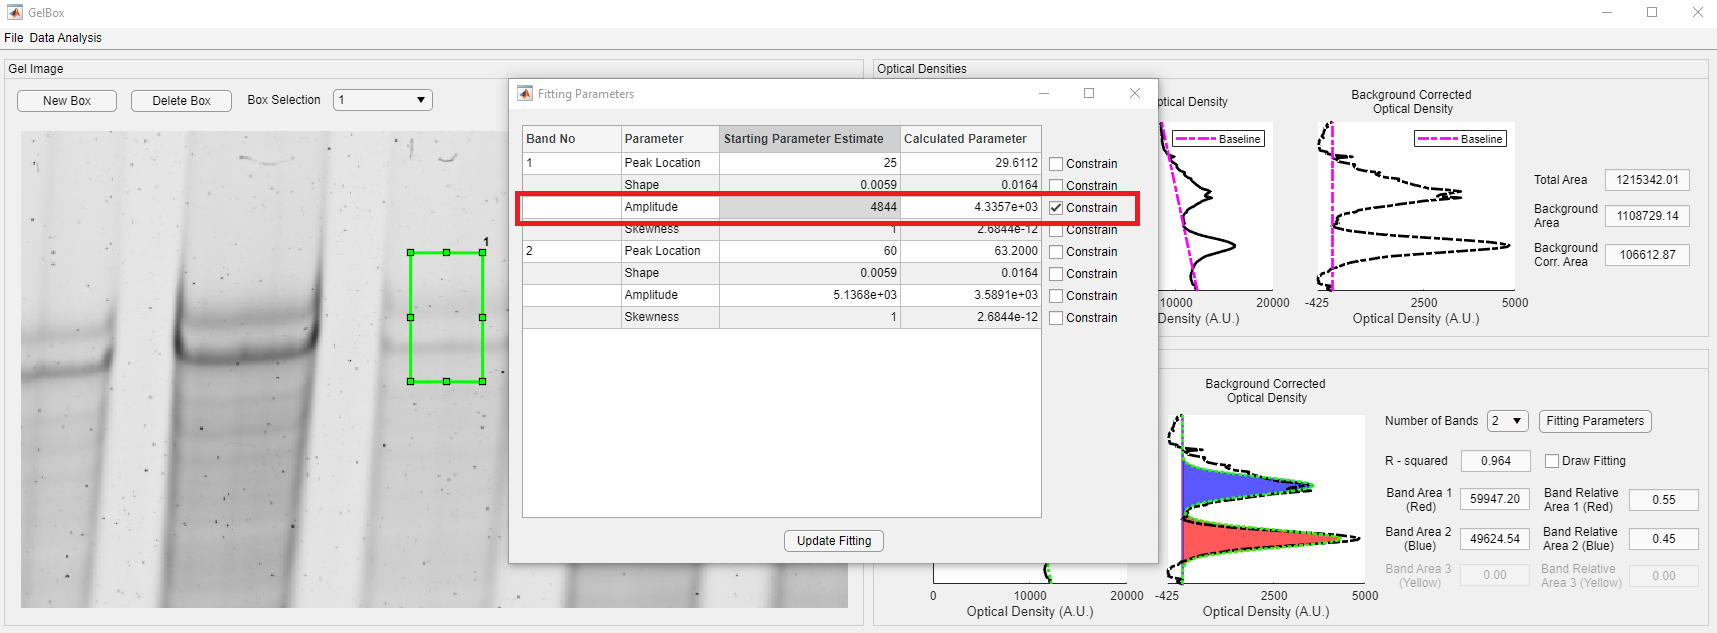 GelBox
File Data Analysis
Gel Image
New Box
Delete Box
Box Selection
1
1
Fitting Parameters
Band No Parameter Starting Parameter Estimate Calculated Parameter
1 Peak Location 25 29.6112 Constrain
Shape 0.0059 0.0164 Constrain
Amplitude 4844 4.3357e+03 Constrain
Skewness 1 2.6844e-12 Constrain
2 Peak Location 60 63.2000 Constrain
Shape 0.0059 0.0164 Constrain
Amplitude 5.1368e+03 3.5891e+03 Constrain
Skewness 1 2.6844e-12 Constrain
Update Fitting
Optical Densities
ptical Density
Baseline
10000 20000
Density (A.U.)
Background Corrected
Optical Density
Baseline
-425 2500 5000
Optical Density (A.U.)
Total Area 1215342.01
Background
Area
1108729.14
Background
Corr. Area
106612.87
0 10000 20000
Optical Density (A.U.)
Background Corrected
Optical Density
-425 2500 5000
Optical Density (A.U.)
Number of Bands 2 Fitting Parameters
R - squared 0.964 Draw Fitting
Band Area 1
(Red)
59947.20
Band Relative
Area 1 (Red)
0.55
Band Area 2
(Blue)
49624.54
Band Relative
Area 2 (Blue)
0.45
Band Area 3
(Yellow)
0.00
Band Relative
Area 3 (Yellow)
0.00